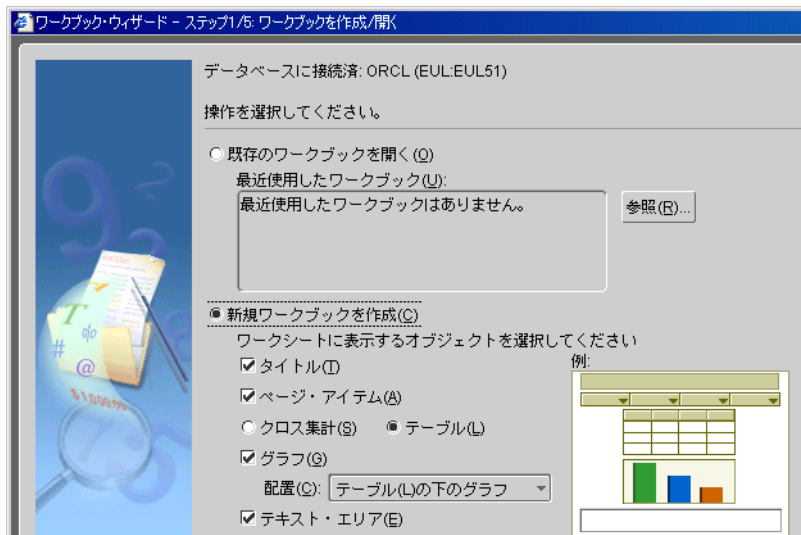 ワークブック・ウィザード - ステップ1/5: ワークブックを作成/開く
データベースに接続済: ORCL (EUL:EUL51)
操作を選択してください。
既存のワークブックを開く(O)
最近使用したワークブック(U):
最近使用したワークブックはありません。
参照(R)...
新規ワークブックを作成(C)
ワークシートに表示するオブジェクトを選択してください
タイトル(T)
例:
ページ・アイテム(A)
クロス集計(S) テーブル(L)
グラフ(G)
配置(C): テーブル(L)の下のグラフ
テキスト・エリア(E)
T
%
#
@
$1,000.99